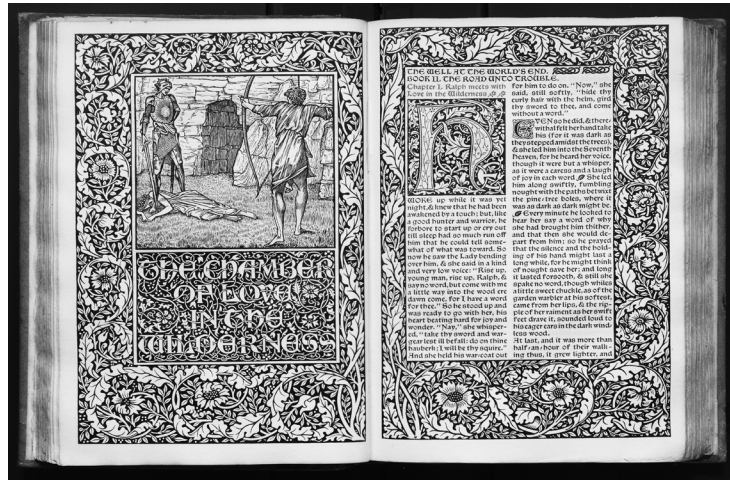 THE CHAMBER
OF LOVE
IN THE
WILDERNESS
THE WELL AT THE WORLD'S END.
BOOK II. THE ROAD UNTO TROUBLE.
Chapter I. Ralph meets with
Love in the Wilderness
HE
WOKE up while it was yet
night, & knew that he had been
awakened by a touch; but, like
a good hunter and warrior, he
forbore to start up or cry out
till sleep had so much run off
him that he could tell some-
what of what was toward. So
now he saw the Lady bending
over him, & she said in a kind
and very low voice: "Rise up,
young man, rise up, Ralph, &
say no word, but come with me
a little way into the wood ere
dawn come, for I have a word
for thee." So he stood up and
was ready to go with her, his
heart beating hard for joy and
wonder. "Nay," she whisper-
ed, "take thy sword and war-
gear lest ill befall: do on thine
hauberk; I will be thy squire."
And she held his war-coat out
for him to do on. "Now," she
said, still softly, "hide thy
curly hair with the helm, gird
thy sword to thee, and come
without a word."
EVEN so he did, & there-
withal felt her hand take
his (for it was dark as
they stepped amidst the trees),
& she led him into the Seventh
Heaven, for he heard her voice,
though it were but a whisper,
as it were a caress and a laugh
of joy in each word. She led
him along swiftly, fumbling
nought with the paths betwixt
the pine-tree boles, where it
was as dark as dark might be.
Every minute he looked to
hear her say a word of why
she had brought him thither,
and that then she would de-
part from him; so he prayed
that the silence and the hold-
ing of his hand might last a
long while, for he might think
of nought save her; and long
it lasted forsooth, & still she
spake no word, though whiles
a little sweet chuckle, as of the
garden warbler at his softest,
came from her lips, & the rip-
ple of her raiment as her swift
feet drave it, sounded loud to
his eager ears in the dark wind-
less wood.
At last, and it was more than
half-an-hour of their walk-
ing thus, it grew lighter, and